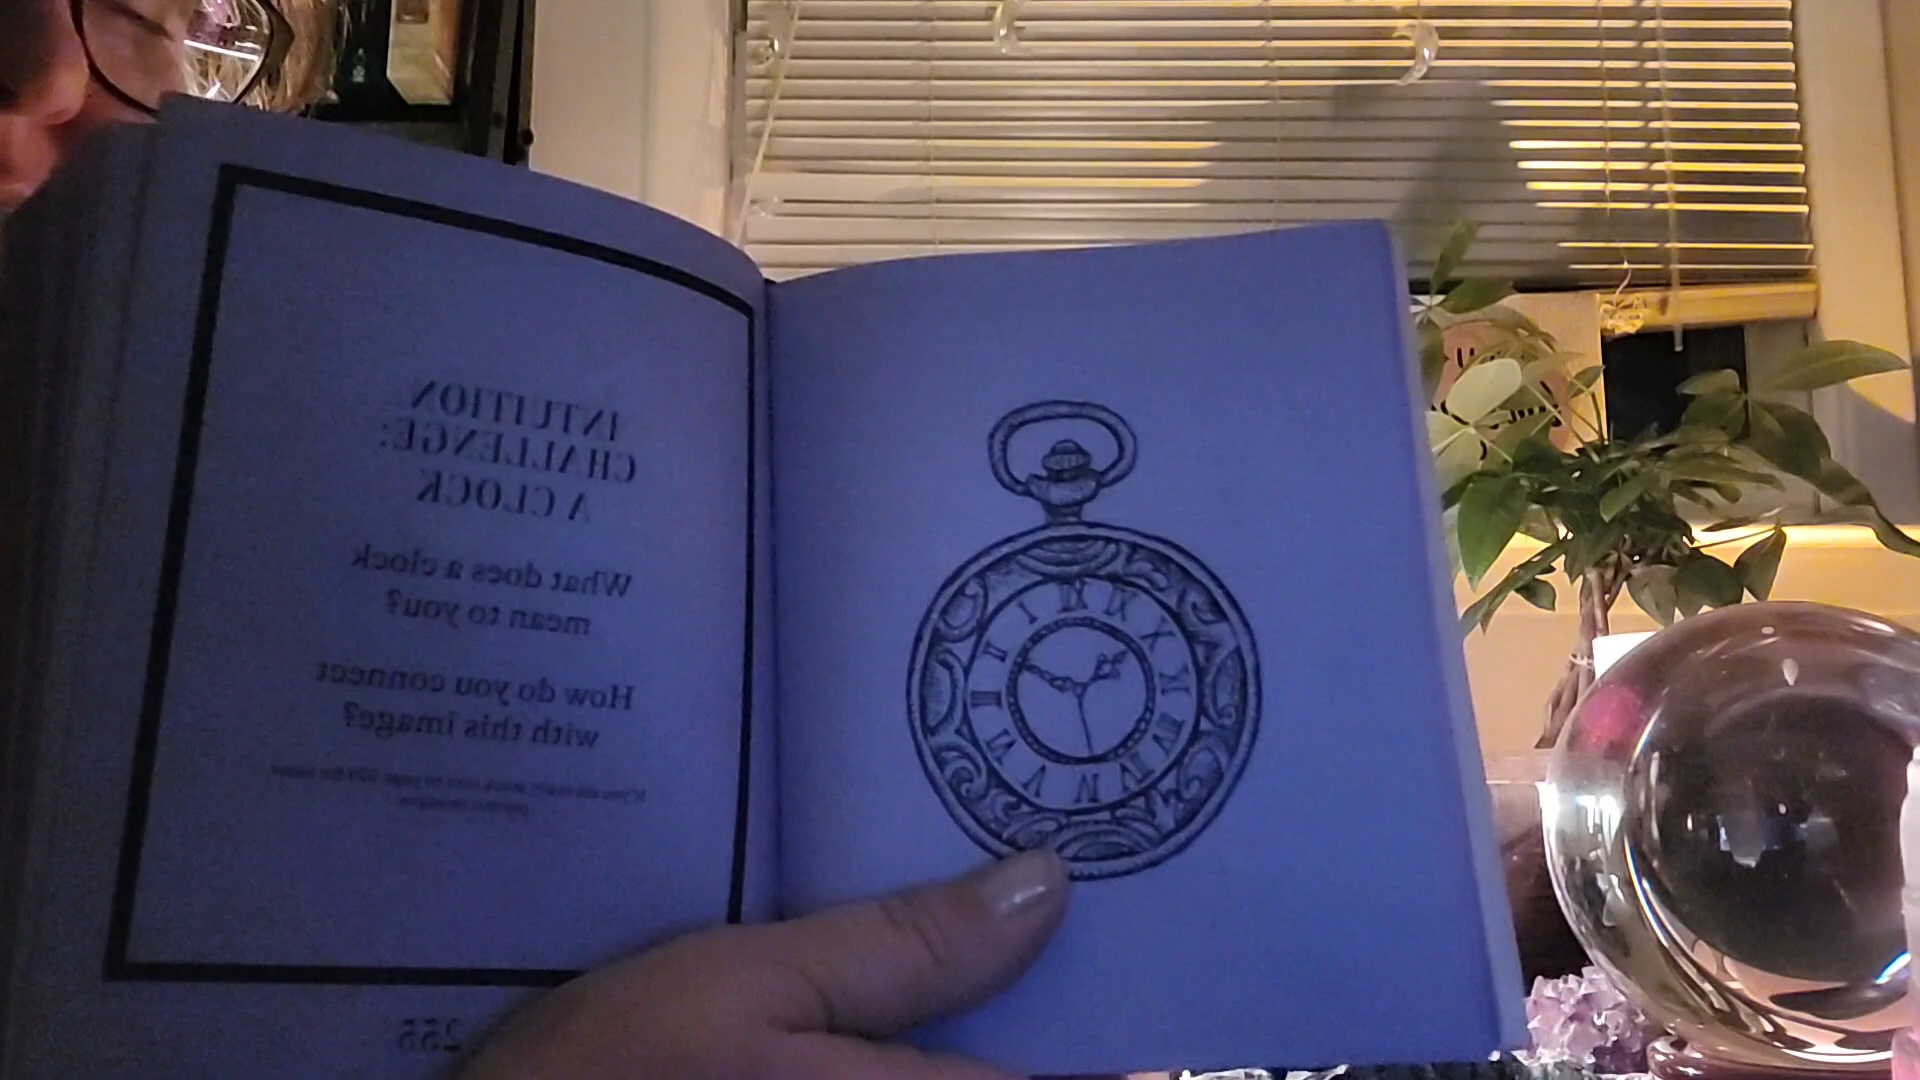 INTUITION
CHALLENGE:
A CLOCK
What does a clock
mean to you?
How do you connect
with this image?
255